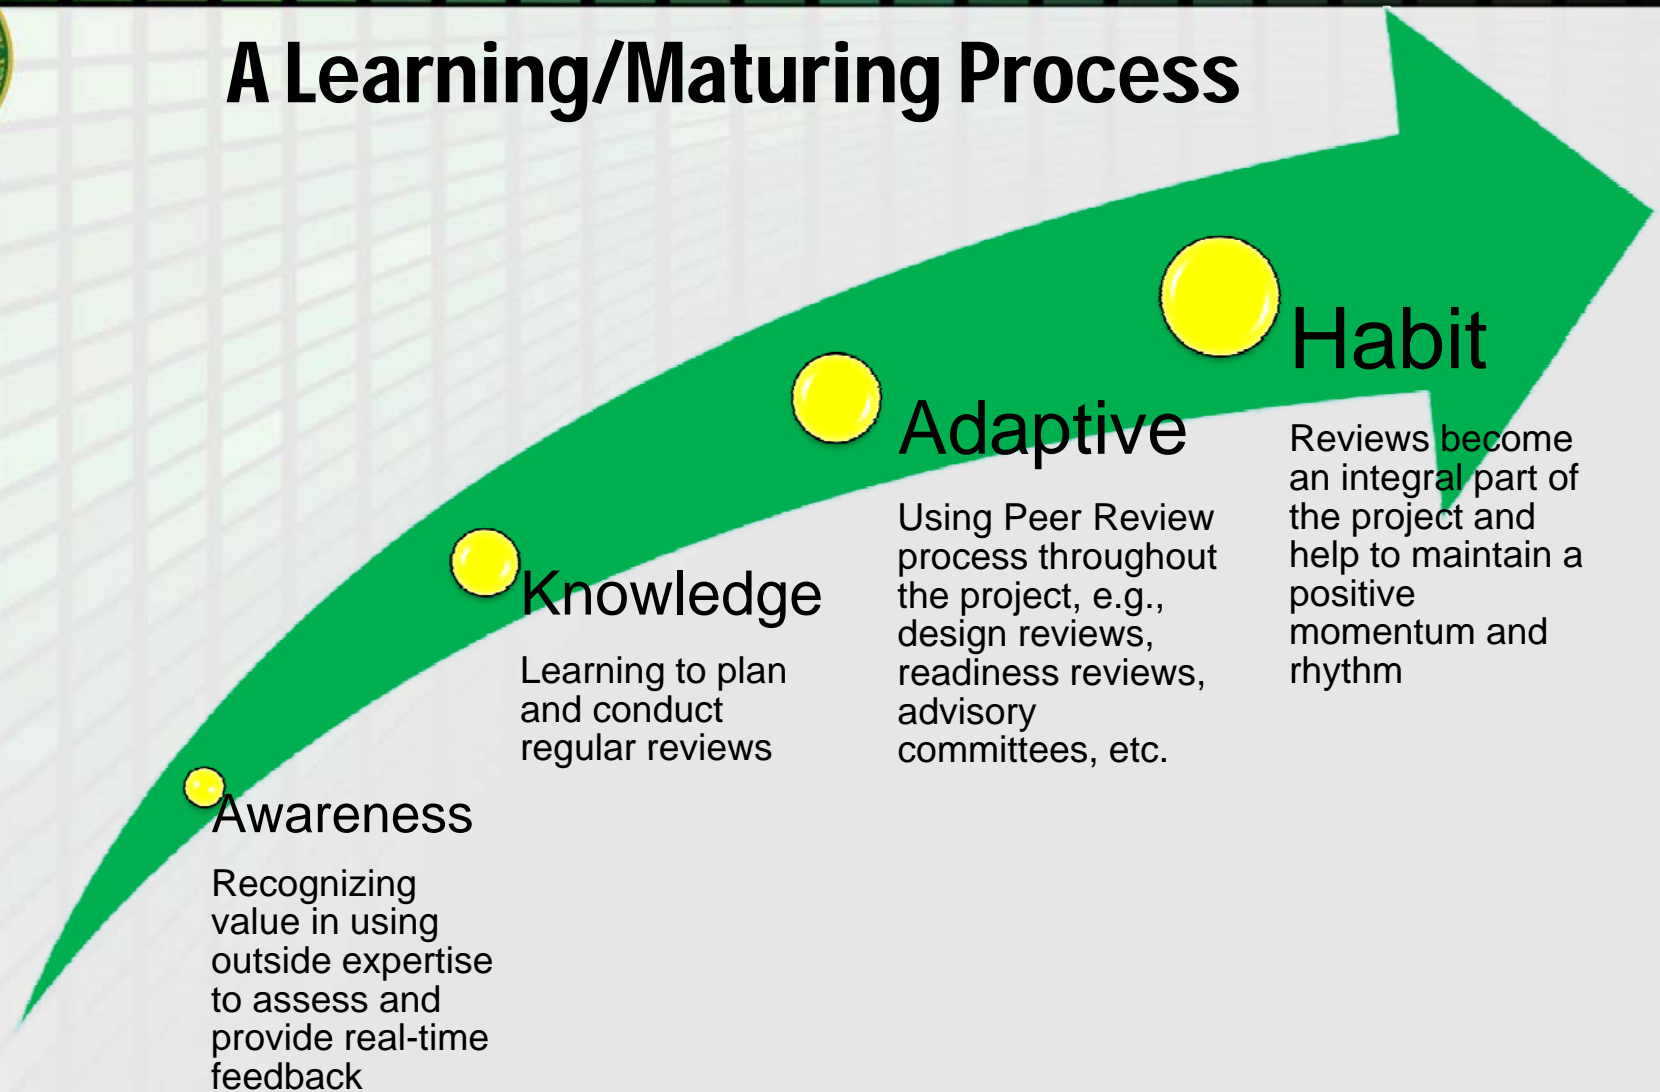 A Learning/Maturing Process
Habit
Reviews become
an integral part of
the project and
help to maintain a
positive
momentum and
rhythm
Adaptive
Using Peer Review
process throughout
the project, e.g.,
design reviews,
readiness reviews,
advisory
committees, etc.
Knowledge
Learning to plan
and conduct
regular reviews
Awareness
Recognizing
value in using
outside expertise
to assess and
provide real-time
feedback